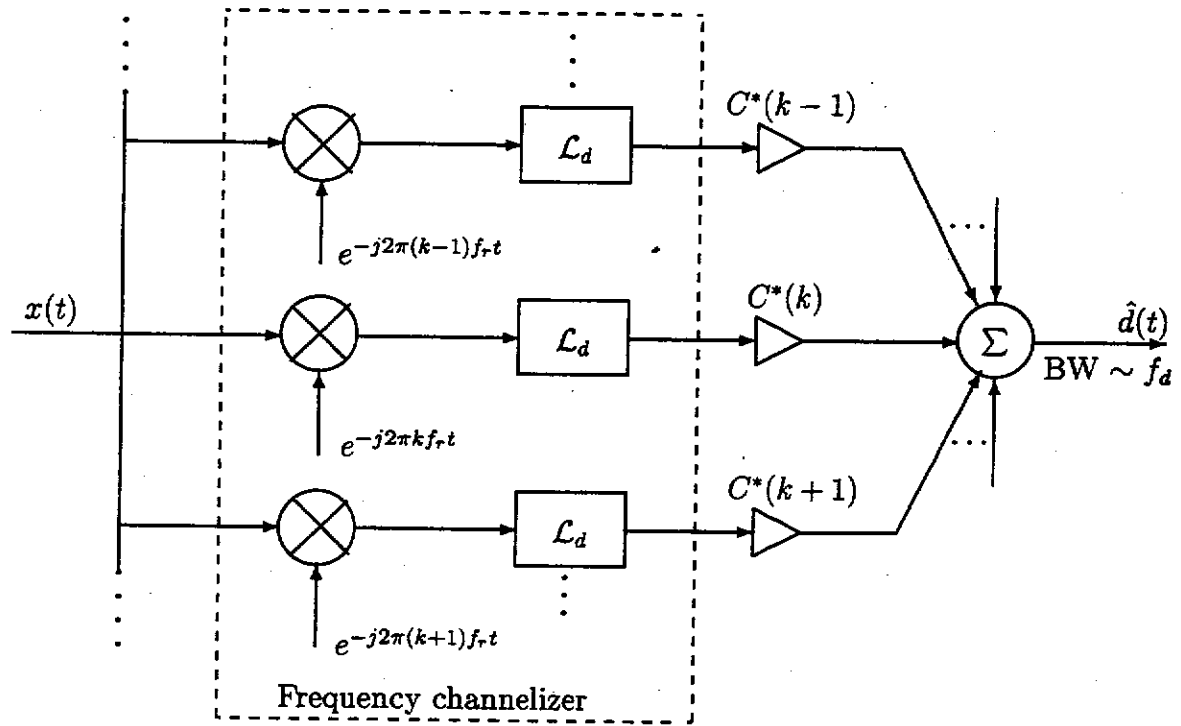 C*(k − 1)
ℒ_d
e^{−j2π(k−1)f_r t}
x(t)
C*(k)
ℒ_d
Σ
d̂(t)
BW ∼ f_d
e^{−j2πkf_r t}
C*(k + 1)
ℒ_d
e^{−j2π(k+1)f_r t}
Frequency channelizer